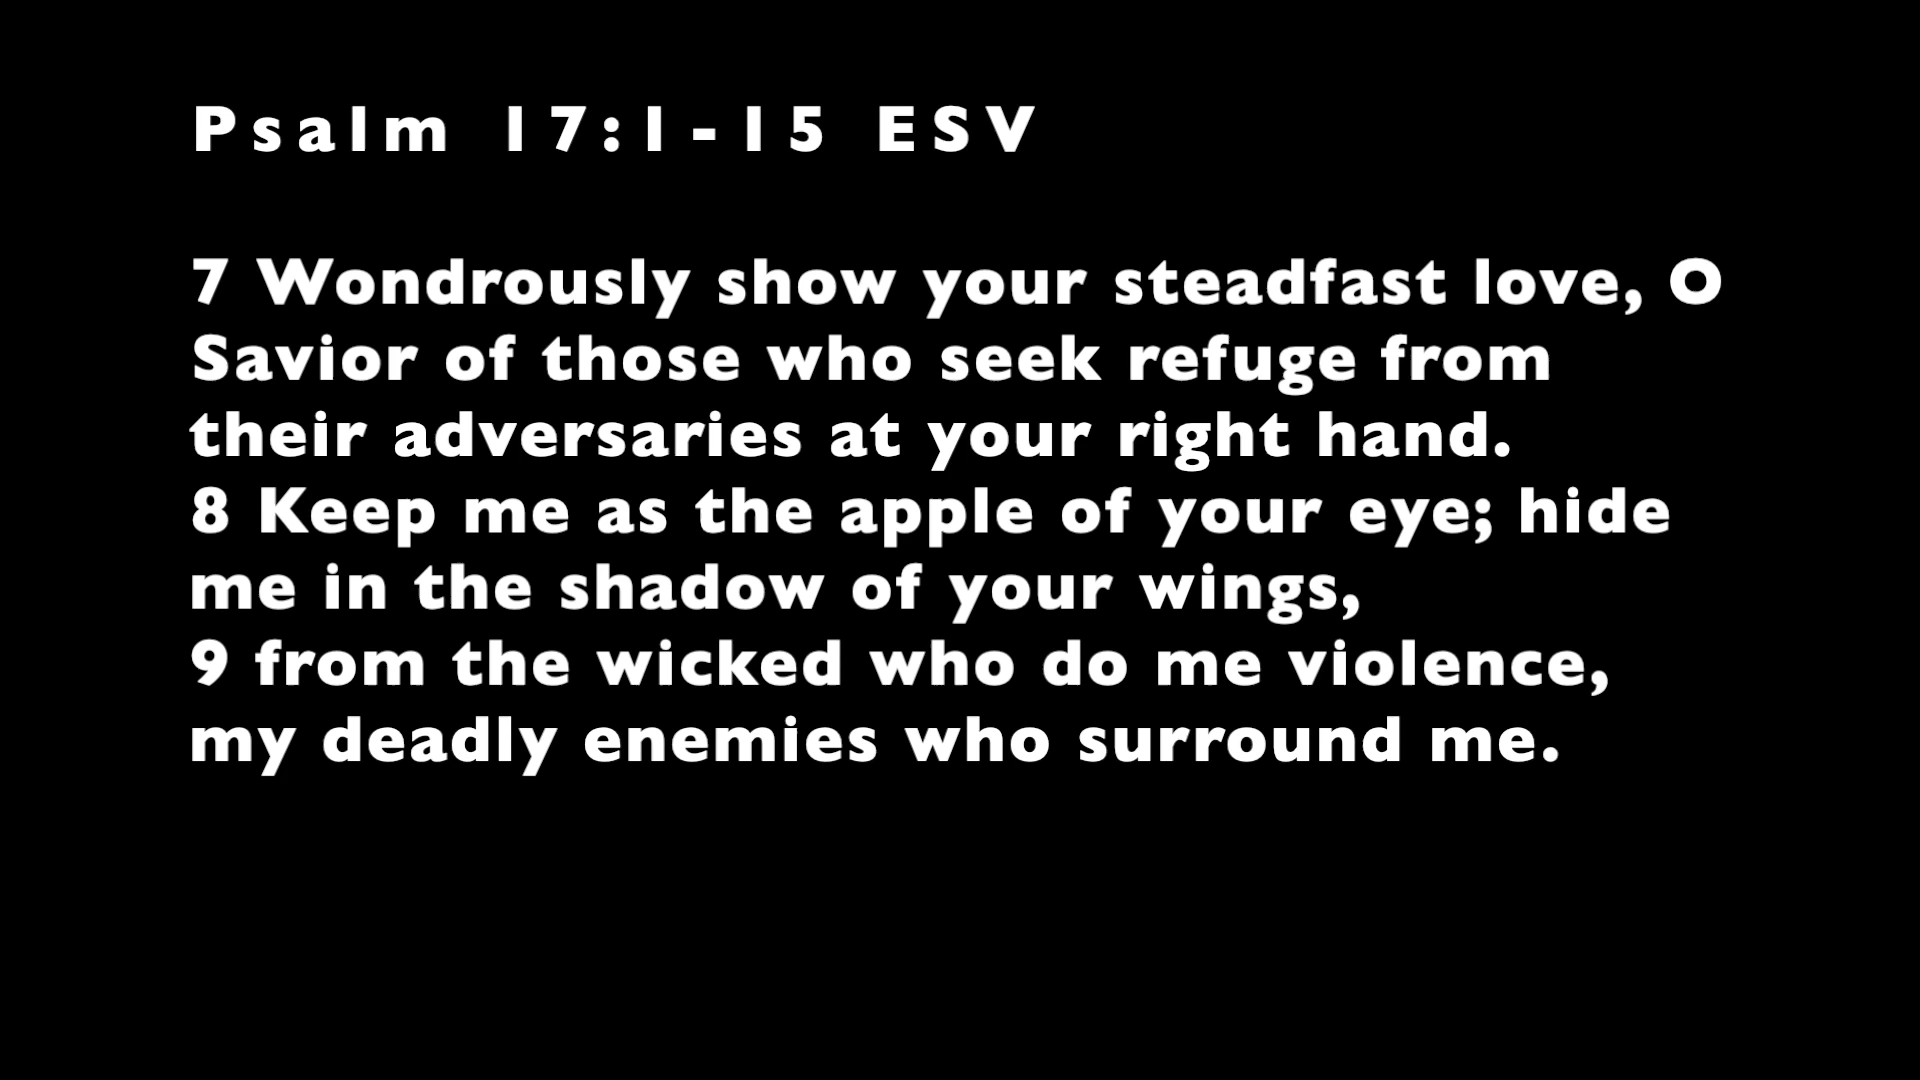 Psalm 17:1-15 ESV
7 Wondrously show your steadfast love, O
Savior of those who seek refuge from
their adversaries at your right hand.
8 Keep me as the apple of your eye; hide
me in the shadow of your wings,
9 from the wicked who do me violence,
my deadly enemies who surround me.